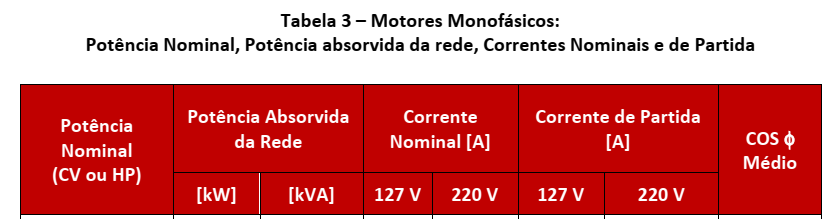 Tabela 3 – Motores Monofásicos:
Potência Nominal, Potência absorvida da rede, Correntes Nominais e de Partida
Potência
Nominal
(CV ou HP)
Potência Absorvida
da Rede
Corrente
Nominal [A]
Corrente de Partida
[A]
COS ϕ
Médio
[kW] [kVA] 127 V 220 V 127 V 220 V